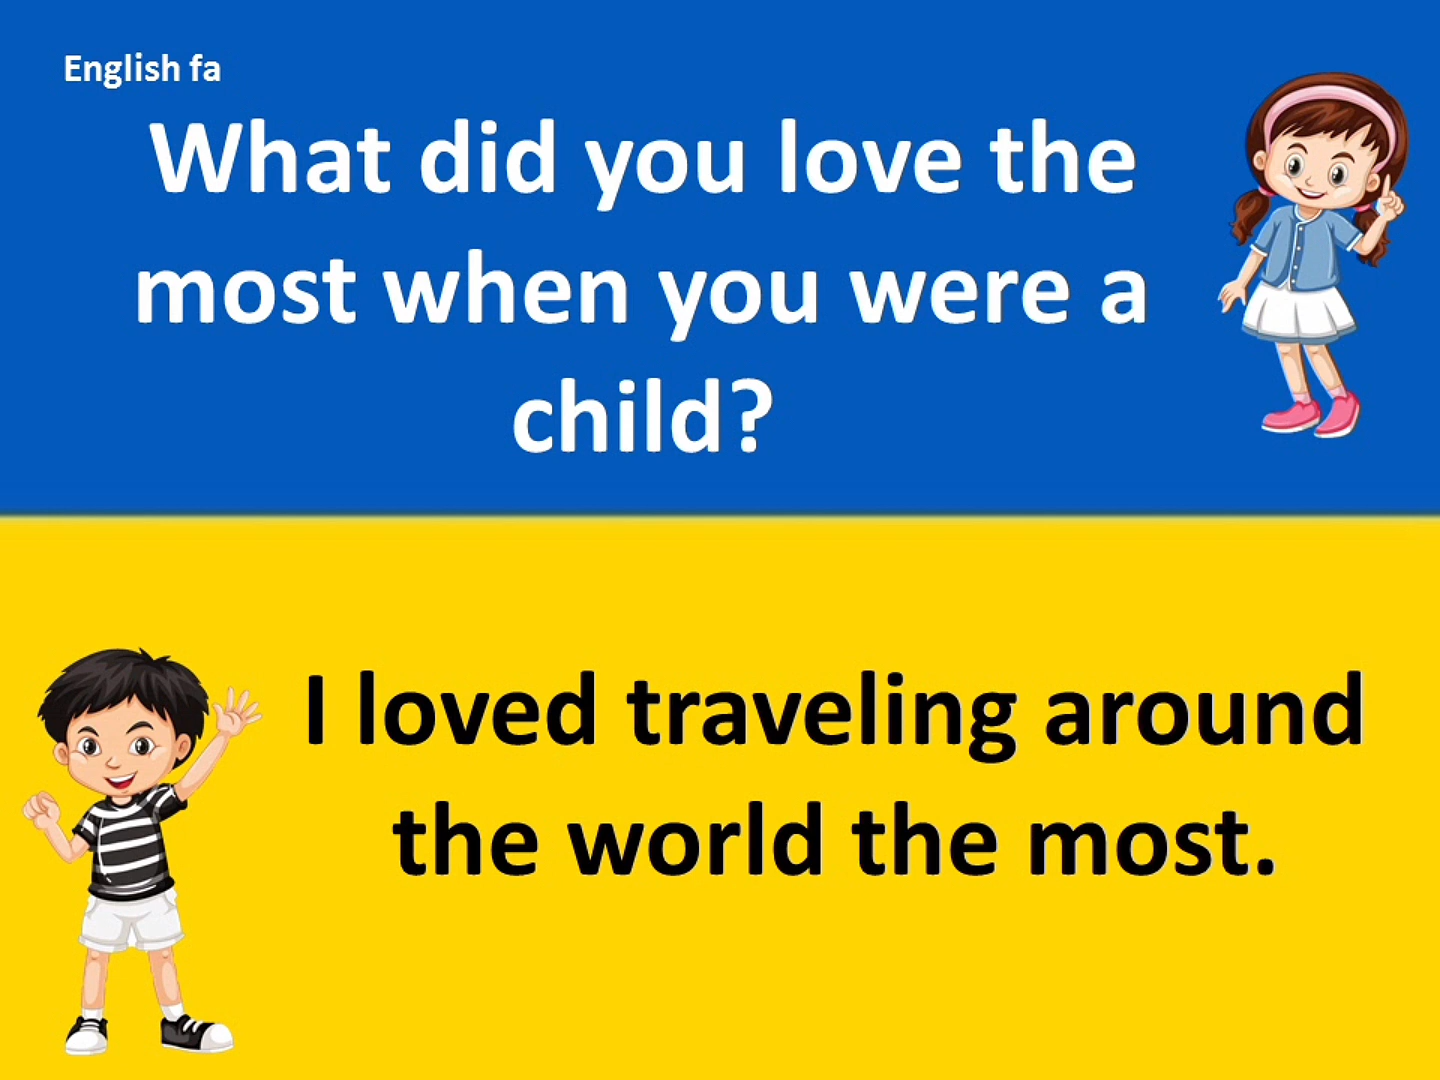 English fa
What did you love the
most when you were a
child?
I loved traveling around
the world the most.